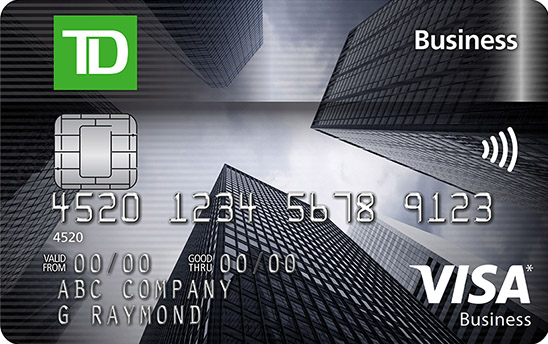 TD
Business
4520 1234 5678 9123
4520
VALID FROM 00/00 GOOD THRU 00/00
ABC COMPANY
G RAYMOND
VISA*
Business